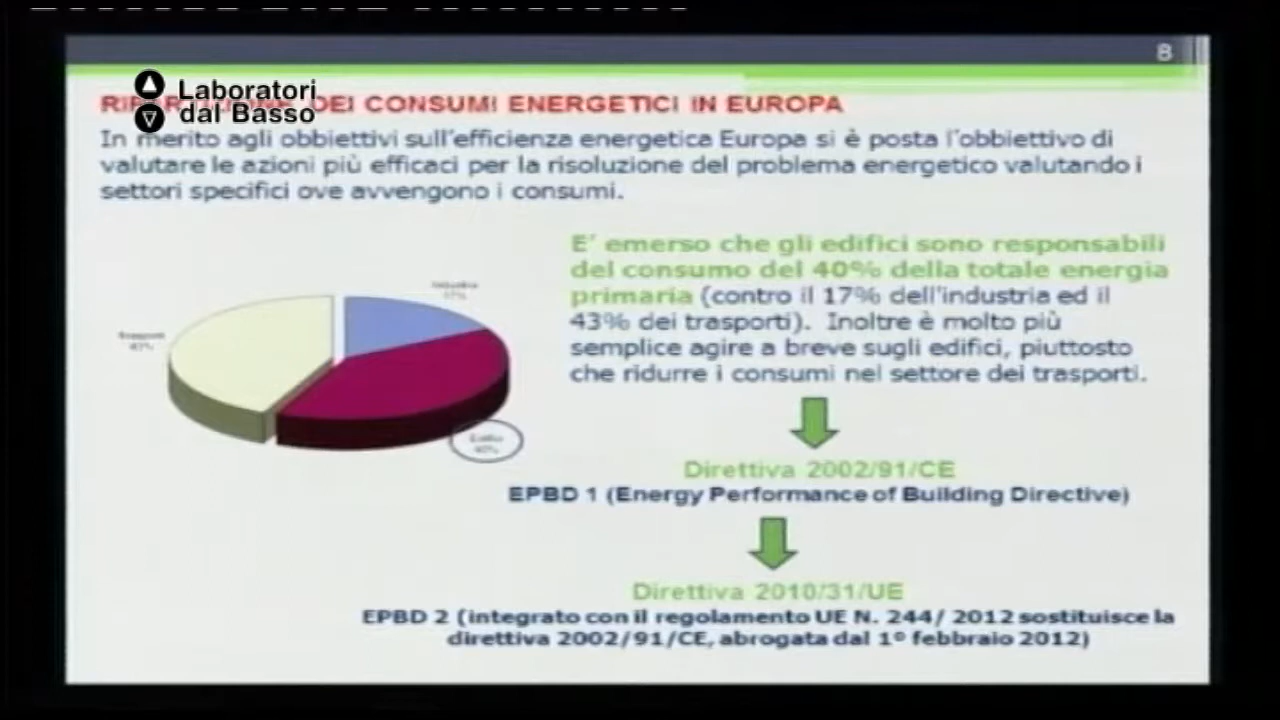 8
Laboratori
dal Basso
DEI CONSUMI ENERGETICI IN EUROPA
In merito agli obbiettivi sull'efficienza energetica Europa si è posta l'obbiettivo di
valutare le azioni più efficaci per la risoluzione del problema energetico valutando i
settori specifici ove avvengono i consumi.
E' emerso che gli edifici sono responsabili
del consumo del 40% della totale energia
primaria (contro il 17% dell'industria ed il
43% dei trasporti). Inoltre è molto più
semplice agire a breve sugli edifici, piuttosto
che ridurre i consumi nel settore dei trasporti.
Direttiva 2002/91/CE
EPBD 1 (Energy Performance of Building Directive)
Direttiva 2010/31/UE
EPBD 2 (integrato con il regolamento UE N. 244/ 2012 sostituisce la
direttiva 2002/91/CE, abrogata dal 1° febbraio 2012)